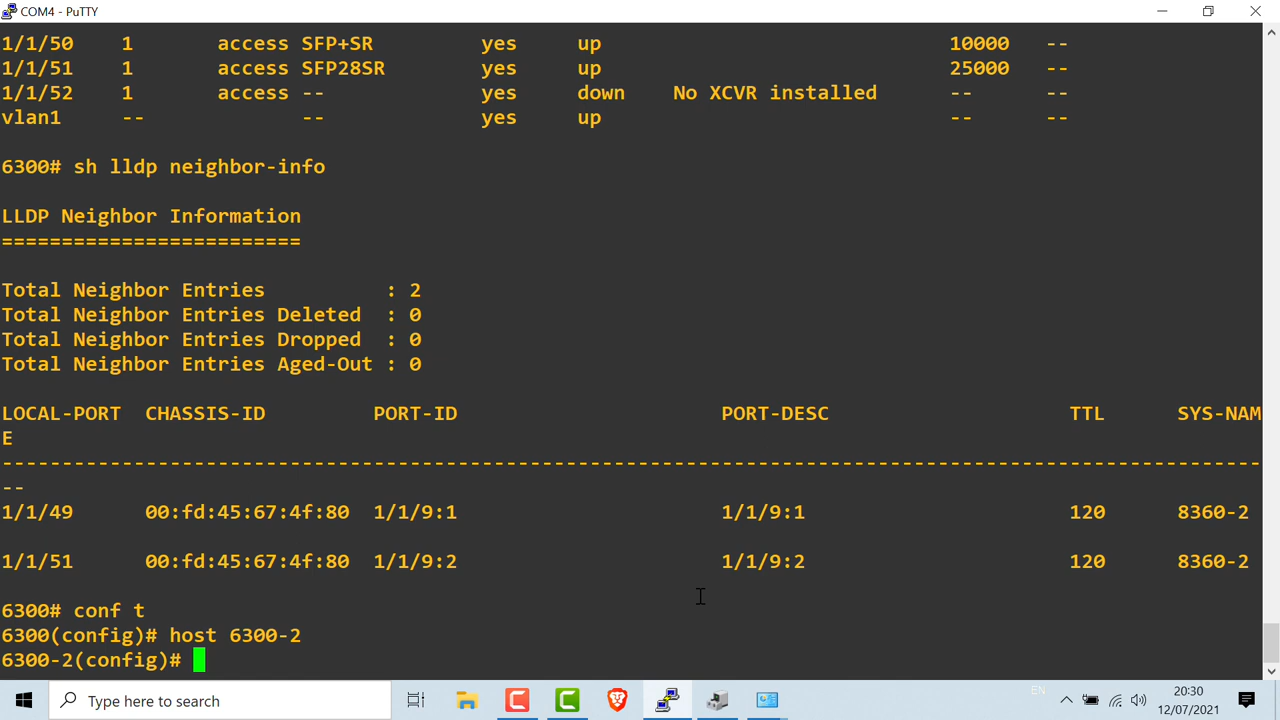 COM4 - PuTTY
1/1/50 1 access SFP+SR yes up 10000 --
1/1/51 1 access SFP28SR yes up 25000 --
1/1/52 1 access -- yes down No XCVR installed -- --
vlan1 -- -- yes up -- --
6300# sh lldp neighbor-info
LLDP Neighbor Information
=========================
Total Neighbor Entries : 2
Total Neighbor Entries Deleted : 0
Total Neighbor Entries Dropped : 0
Total Neighbor Entries Aged-Out : 0
LOCAL-PORT CHASSIS-ID PORT-ID PORT-DESC TTL SYS-NAM
E
---------------------------------------------------------------------------------------------------------
--
1/1/49 00:fd:45:67:4f:80 1/1/9:1 1/1/9:1 120 8360-2
1/1/51 00:fd:45:67:4f:80 1/1/9:2 1/1/9:2 120 8360-2
6300# conf t
6300(config)# host 6300-2
6300-2(config)#
Type here to search
EN
20:30
12/07/2021